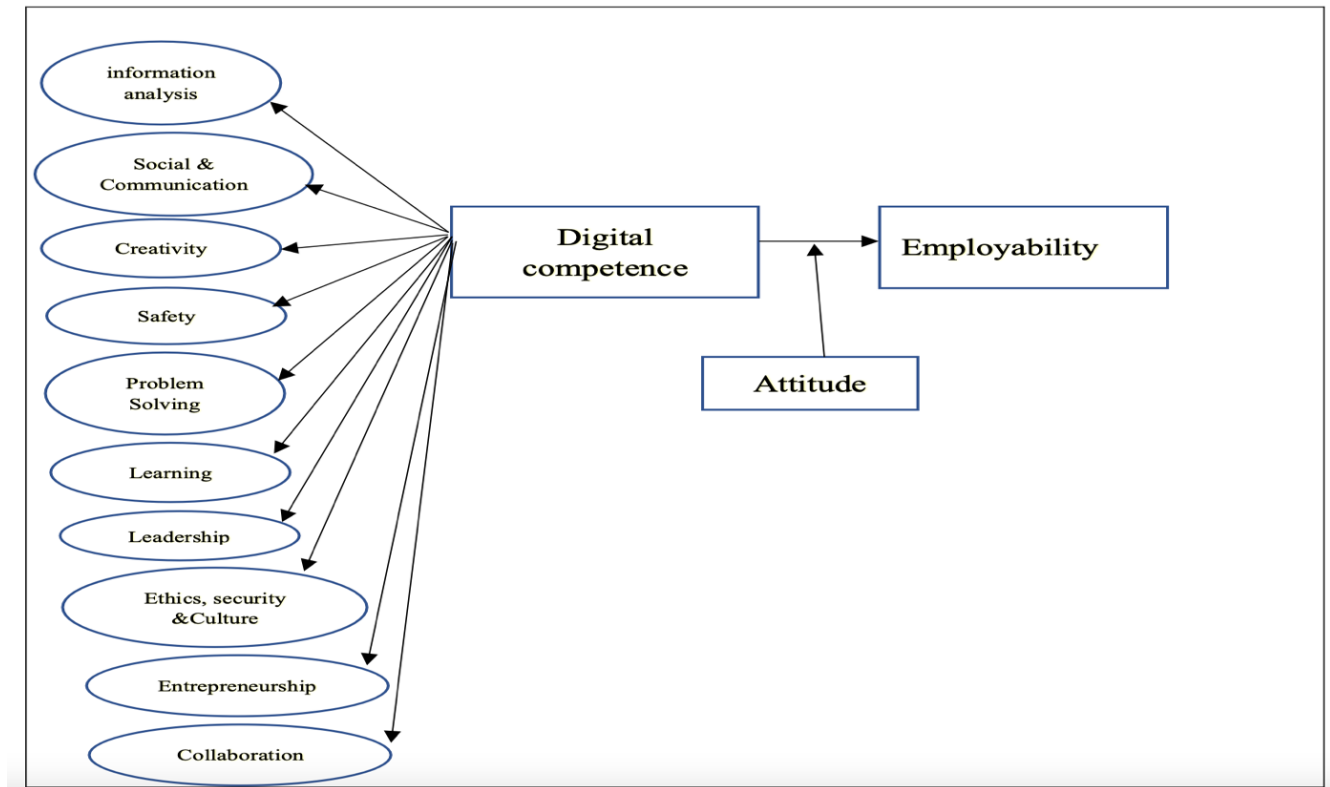 information
analysis
Social &
Communication
Creativity
Safety
Problem
Solving
Learning
Leadership
Ethics, security
&Culture
Entrepreneurship
Collaboration
Digital
competence
Employability
Attitude